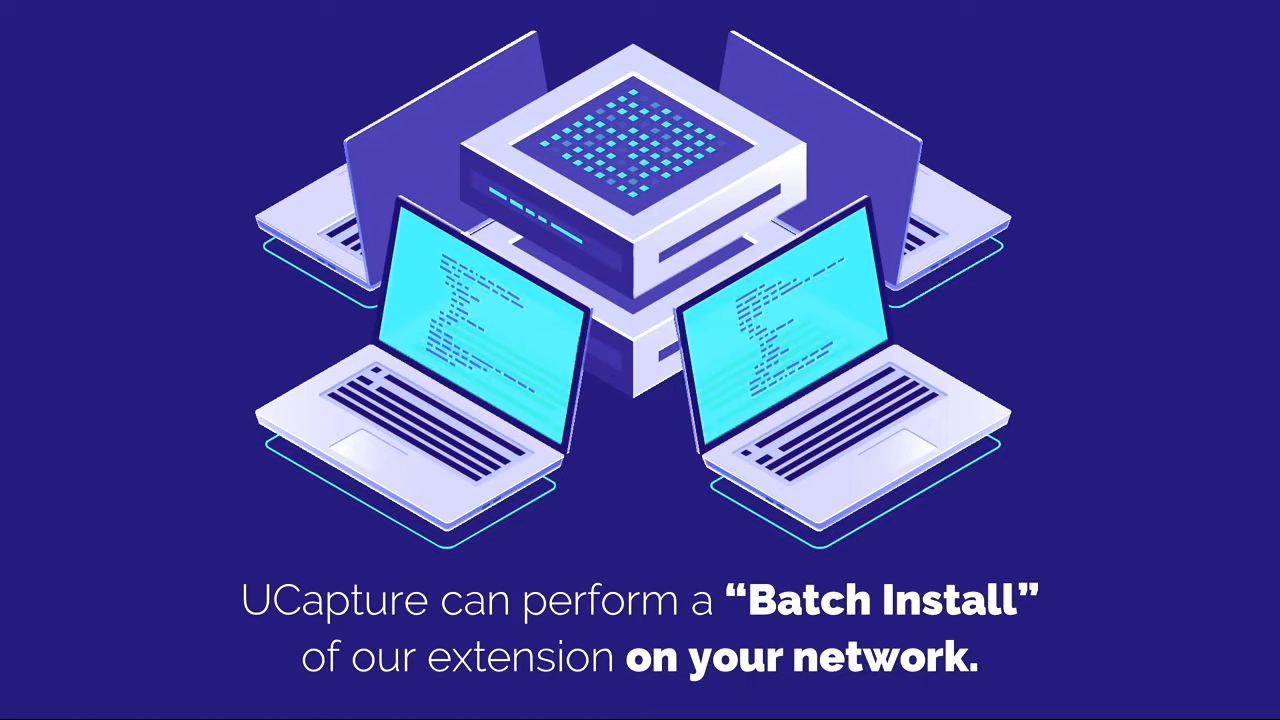 UCapture can perform a “Batch Install”
of our extension on your network.